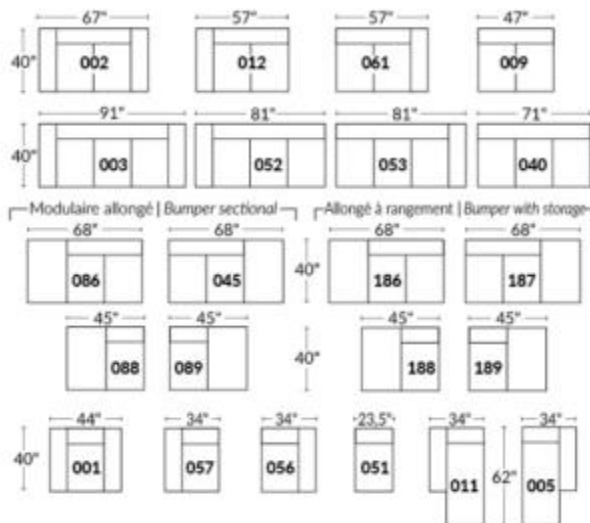 67" 57" 57" 47"
40" 002 012 061 009
91" 81" 81" 71"
40" 003 052 053 040
Modulaire allongé | Bumper sectional Allongé à rangement | Bumper with storage
68" 68" 68" 68"
086 045 40" 186 187
45" 45" 45" 45"
088 089 40" 188 189
44" 34" 34" 23,5" 34" 34"
40" 001 057 056 051 011 62" 005